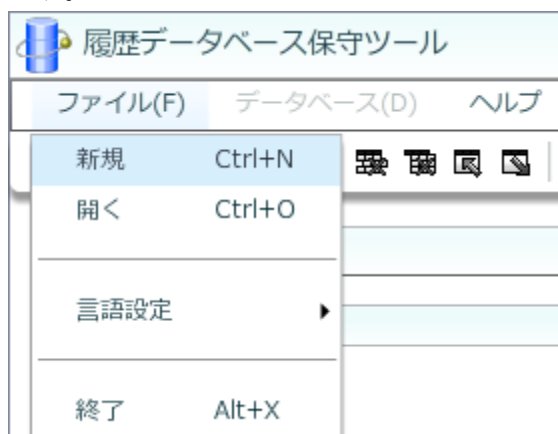 履歴データベース保守ツール
ファイル(F) データベース(D) ヘルプ
新規 Ctrl+N
開く Ctrl+O
言語設定
終了 Alt+X